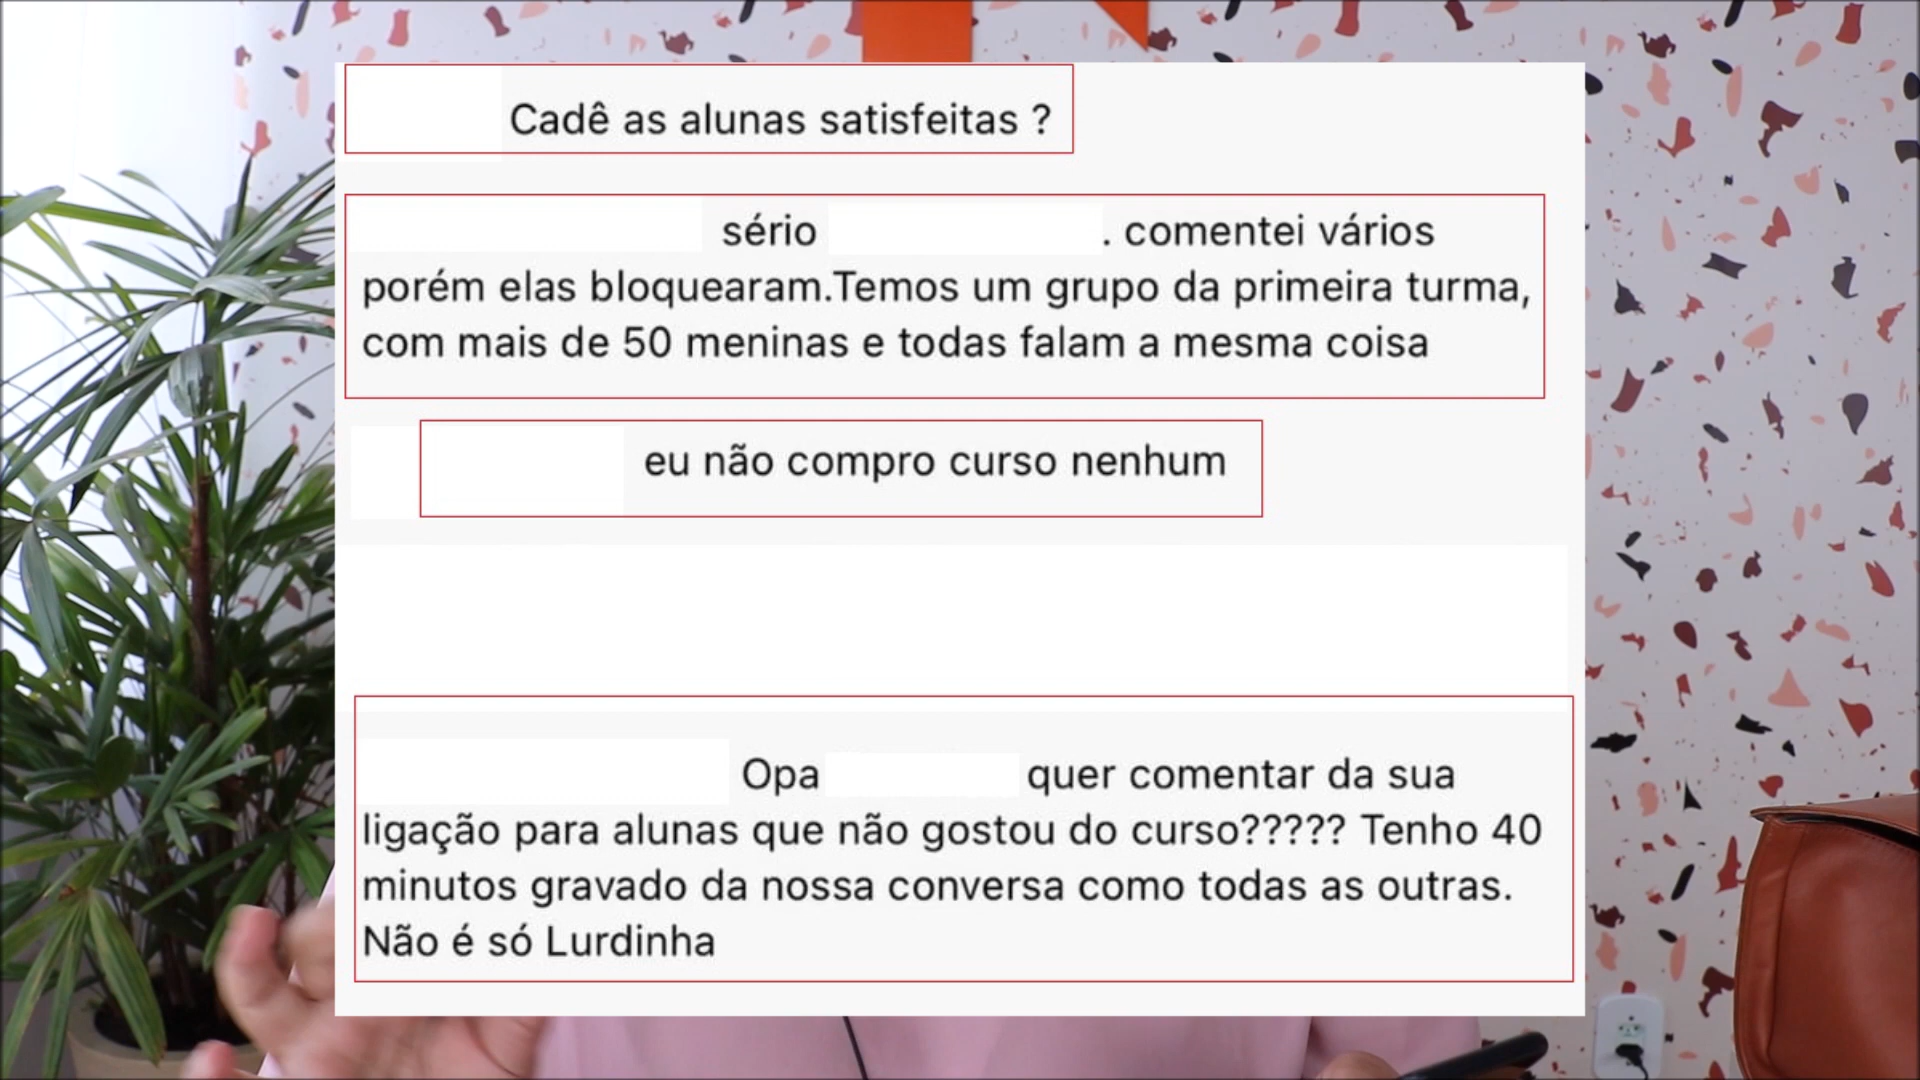 Cadê as alunas satisfeitas ?
sério . comentei vários
porém elas bloquearam.Temos um grupo da primeira turma,
com mais de 50 meninas e todas falam a mesma coisa
eu não compro curso nenhum
Opa quer comentar da sua
ligação para alunas que não gostou do curso????? Tenho 40
minutos gravado da nossa conversa como todas as outras.
Não é só Lurdinha